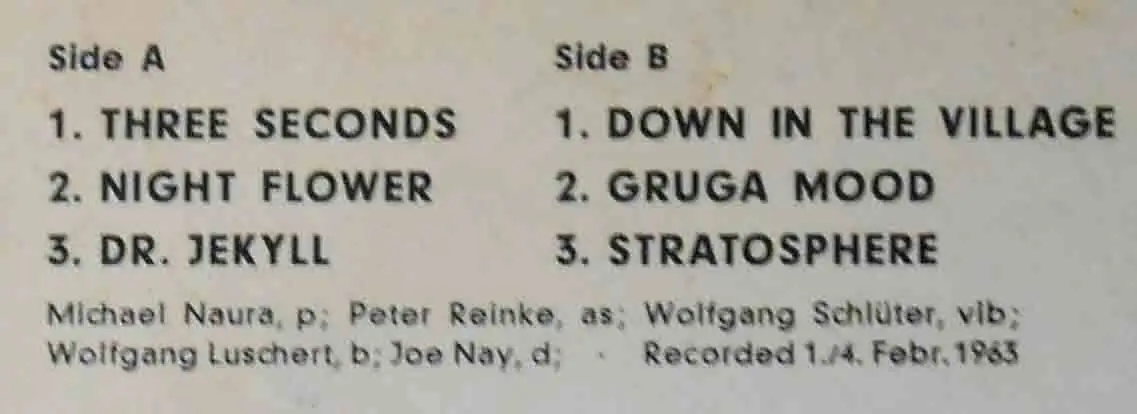 Side A
1. THREE SECONDS
2. NIGHT FLOWER
3. DR. JEKYLL
Side B
1. DOWN IN THE VILLAGE
2. GRUGA MOOD
3. STRATOSPHERE
Michael Naura, p; Peter Reinke, as; Wolfgang Schlüter, vib;
Wolfgang Luschert, b; Joe Nay, d; · Recorded 1./4. Febr. 1963